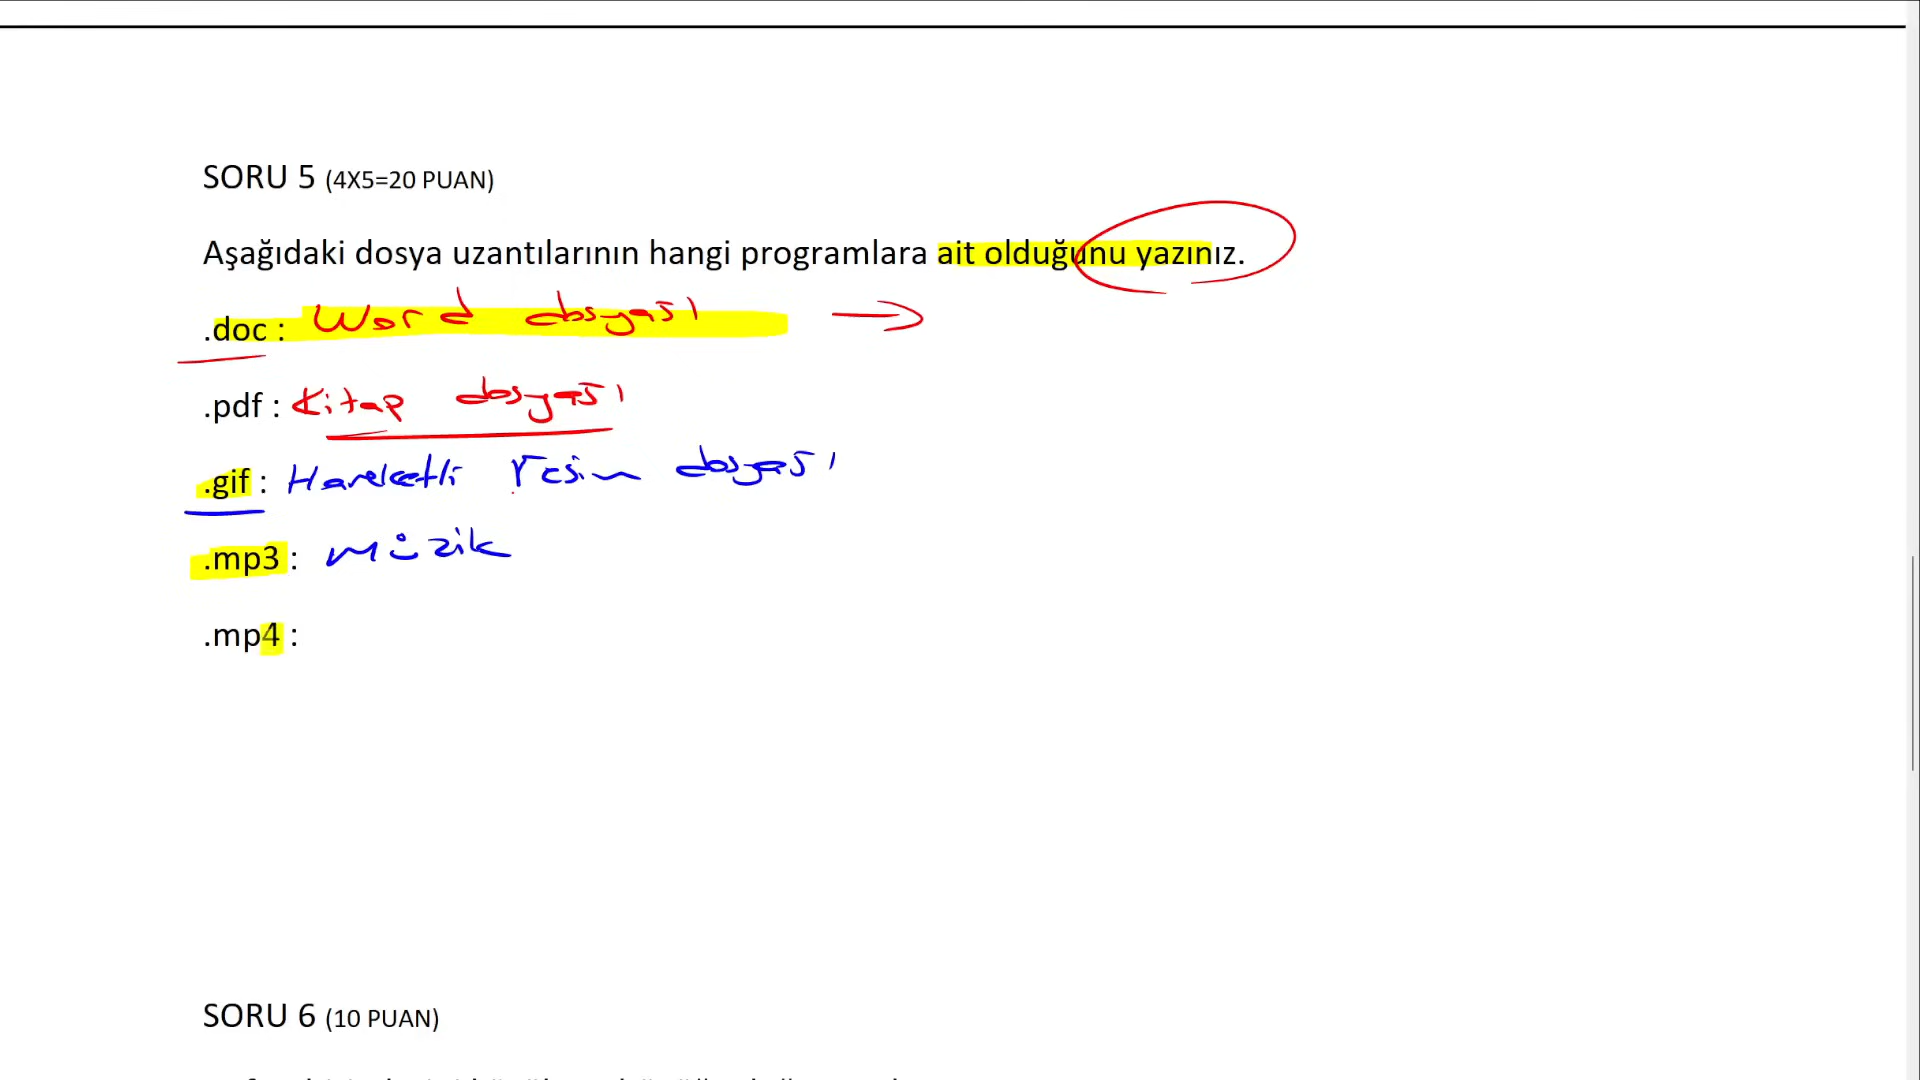 SORU 5 (4X5=20 PUAN)
Aşağıdaki dosya uzantılarının hangi programlara ait olduğunu yazınız.
.doc : Word dosyası
.pdf : Kitap dosyası
.gif : Hareketli resim dosyası
.mp3 : müzik
.mp4 :
SORU 6 (10 PUAN)